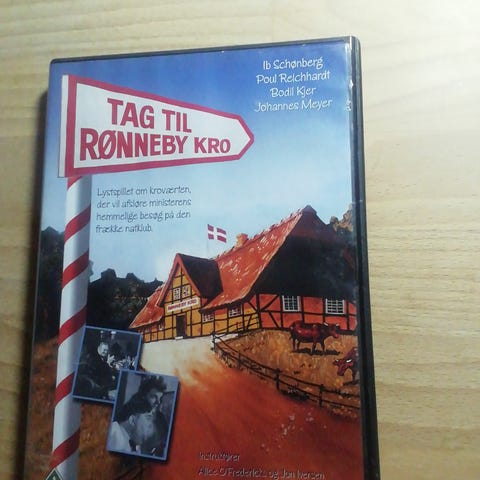 Ib Schønberg
Poul Reichhardt
Bodil Kjer
Johannes Meyer
TAG TIL
RØNNEBY KRO
Lystspillet om kroværten,
der vil afsløre ministerens
hemmelige besøg på den
frække natklub.
RØNNEBY KRO
Instruktører
Alice O'Fredericks og Jon Iversen